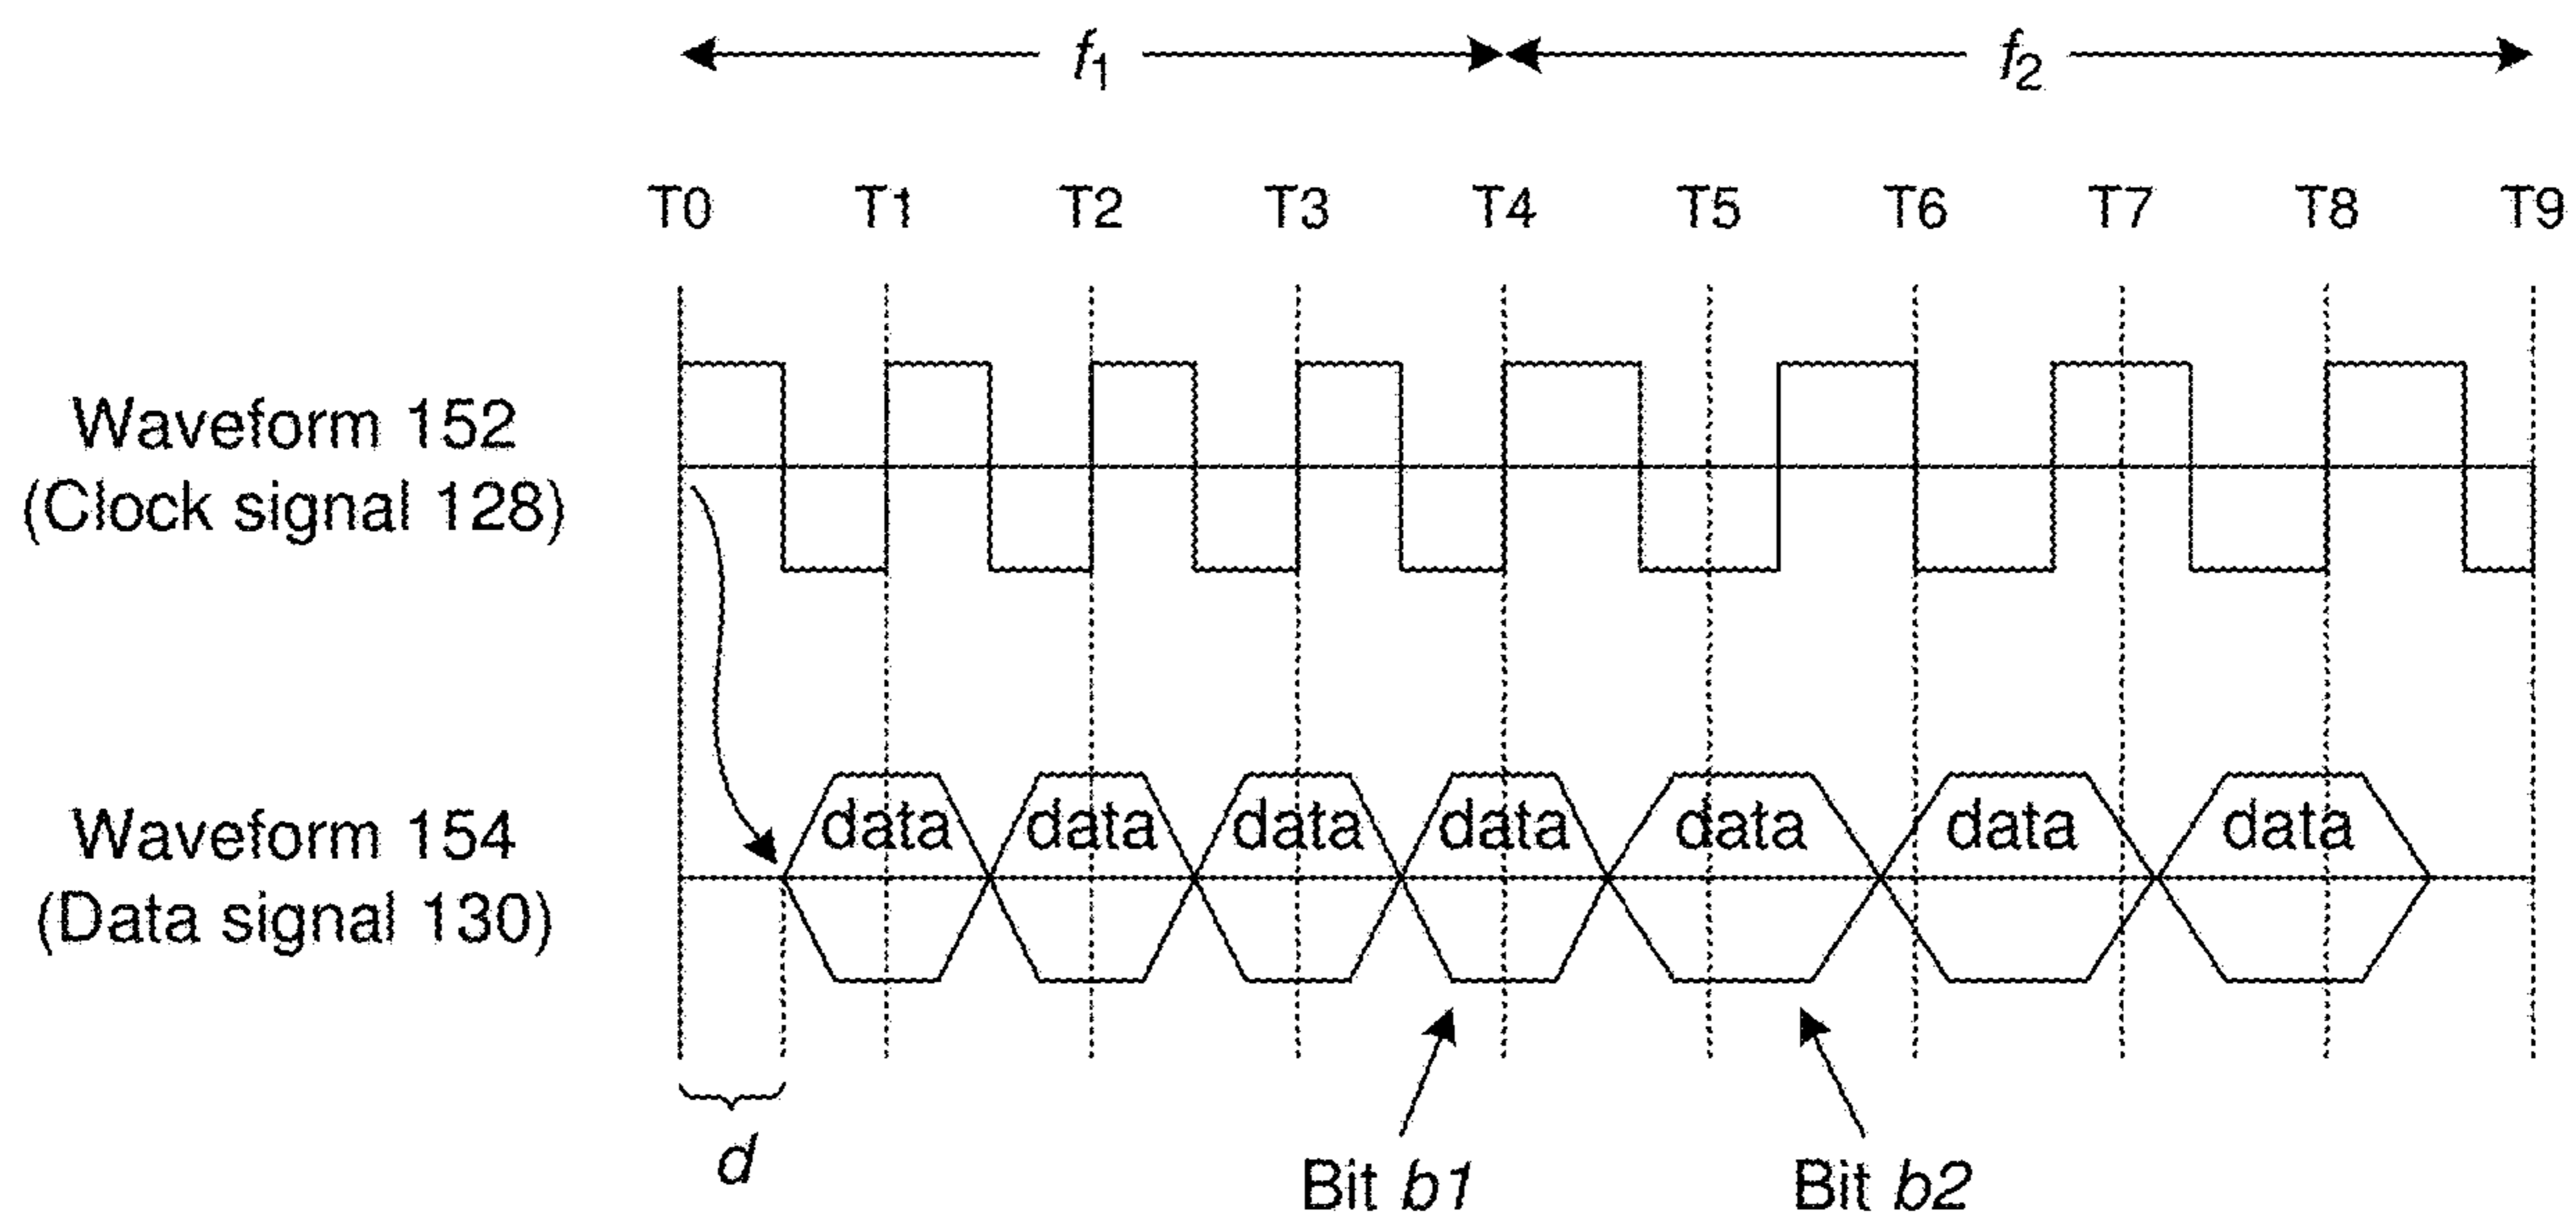 f1 f2
T0 T1 T2 T3 T4 T5 T6 T7 T8 T9
Waveform 152
(Clock signal 128)
data data data data data data data
Waveform 154
(Data signal 130)
d
Bit b1 Bit b2